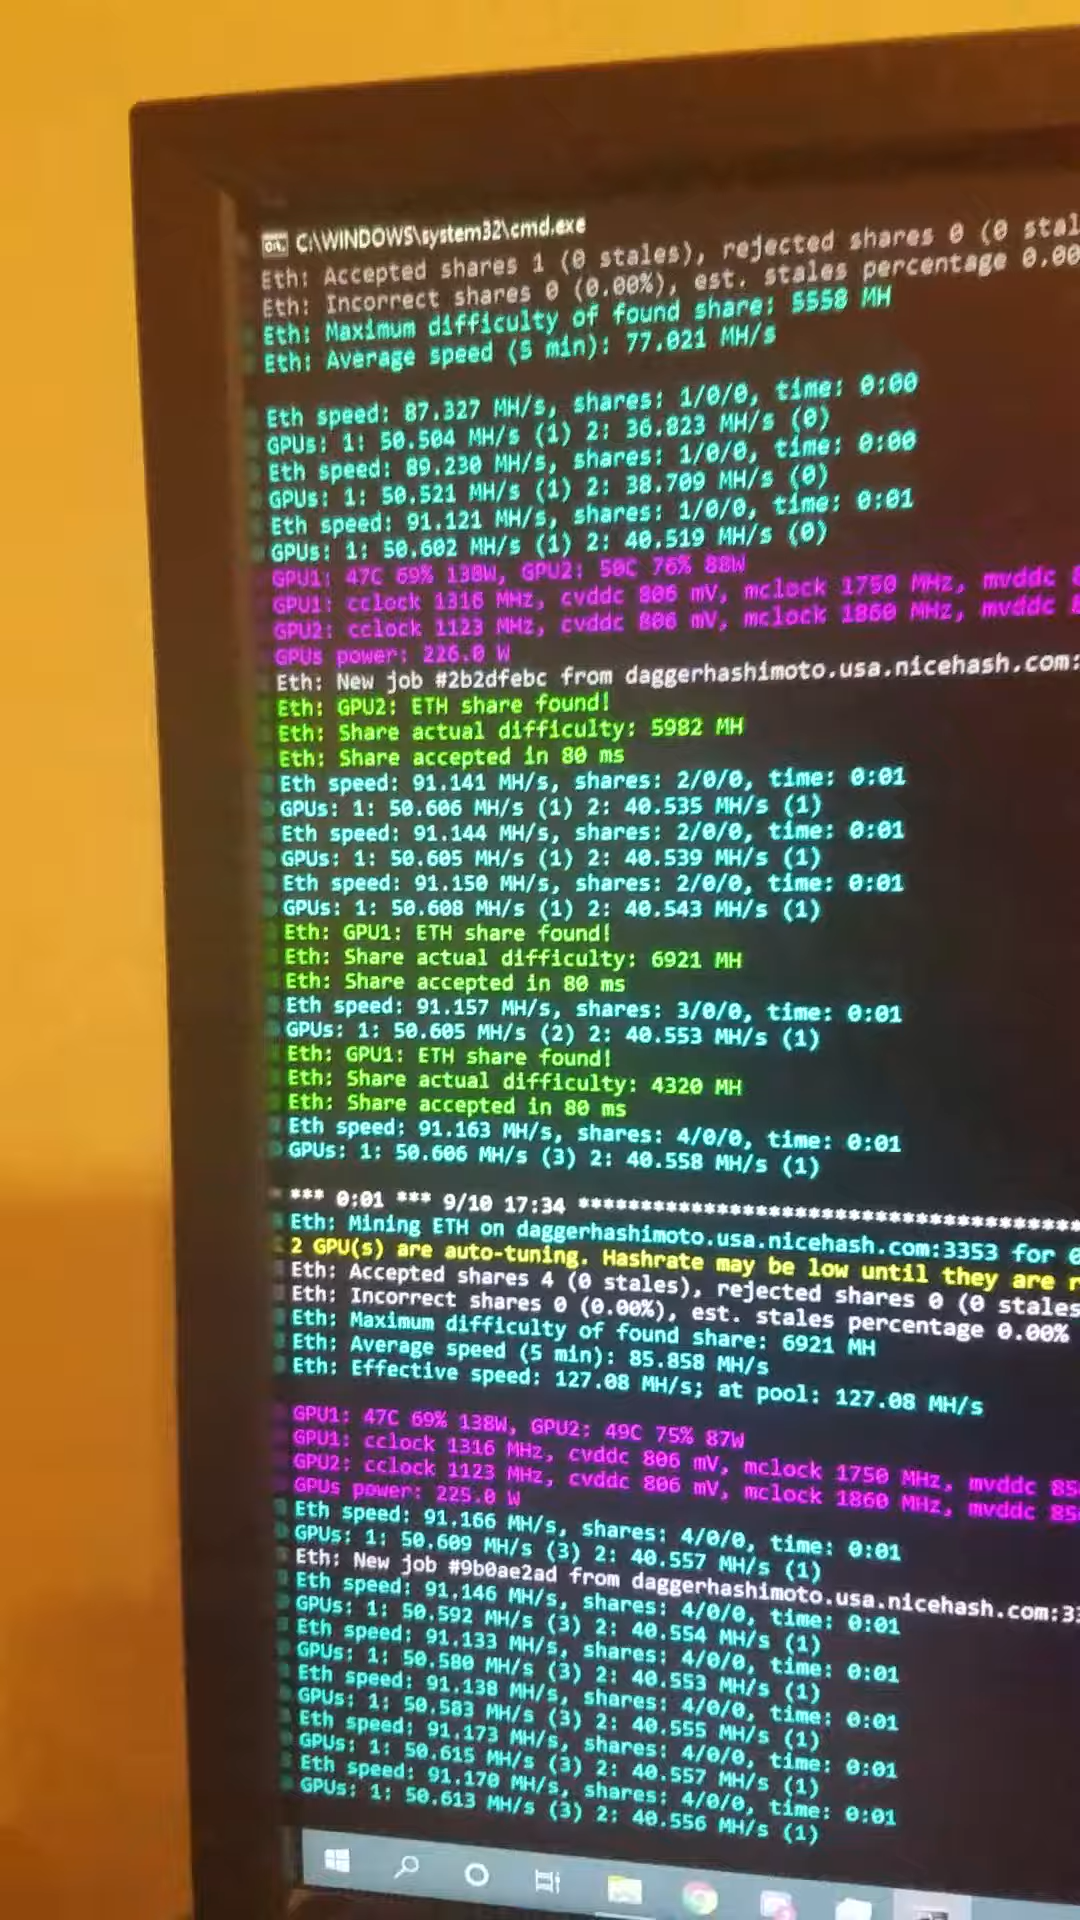 C:\WINDOWS\system32\cmd.exe
Eth: Accepted shares 1 (0 stales), rejected shares 0 (0 stal
Eth: Incorrect shares 0 (0.00%), est. stales percentage 0.00
Eth: Maximum difficulty of found share: 5558 MH
Eth: Average speed (5 min): 77.021 MH/s
Eth speed: 87.327 MH/s, shares: 1/0/0, time: 0:00
GPUs: 1: 50.504 MH/s (1) 2: 36.823 MH/s (0)
Eth speed: 89.230 MH/s, shares: 1/0/0, time: 0:00
GPUs: 1: 50.521 MH/s (1) 2: 38.709 MH/s (0)
Eth speed: 91.121 MH/s, shares: 1/0/0, time: 0:01
GPUs: 1: 50.602 MH/s (1) 2: 40.519 MH/s (0)
GPU1: 47C 69% 138W, GPU2: 50C 76% 88W
GPU1: cclock 1316 MHz, cvddc 806 mV, mclock 1750 MHz, mvddc 8
GPU2: cclock 1123 MHz, cvddc 806 mV, mclock 1860 MHz, mvddc 8
GPUs power: 226.0 W
Eth: New job #2b2dfebc from daggerhashimoto.usa.nicehash.com:
Eth: GPU2: ETH share found!
Eth: Share actual difficulty: 5982 MH
Eth: Share accepted in 80 ms
Eth speed: 91.141 MH/s, shares: 2/0/0, time: 0:01
GPUs: 1: 50.606 MH/s (1) 2: 40.535 MH/s (1)
Eth speed: 91.144 MH/s, shares: 2/0/0, time: 0:01
GPUs: 1: 50.605 MH/s (1) 2: 40.539 MH/s (1)
Eth speed: 91.150 MH/s, shares: 2/0/0, time: 0:01
GPUs: 1: 50.608 MH/s (1) 2: 40.543 MH/s (1)
Eth: GPU1: ETH share found!
Eth: Share actual difficulty: 6921 MH
Eth: Share accepted in 80 ms
Eth speed: 91.157 MH/s, shares: 3/0/0, time: 0:01
GPUs: 1: 50.605 MH/s (2) 2: 40.553 MH/s (1)
Eth: GPU1: ETH share found!
Eth: Share actual difficulty: 4320 MH
Eth: Share accepted in 80 ms
Eth speed: 91.163 MH/s, shares: 4/0/0, time: 0:01
GPUs: 1: 50.606 MH/s (3) 2: 40.558 MH/s (1)
*** 0:01 *** 9/10 17:34 ****************************************
Eth: Mining ETH on daggerhashimoto.usa.nicehash.com:3353 for 0
2 GPU(s) are auto-tuning. Hashrate may be low until they are r
Eth: Accepted shares 4 (0 stales), rejected shares 0 (0 stales
Eth: Incorrect shares 0 (0.00%), est. stales percentage 0.00%
Eth: Maximum difficulty of found share: 6921 MH
Eth: Average speed (5 min): 85.858 MH/s
Eth: Effective speed: 127.08 MH/s; at pool: 127.08 MH/s
GPU1: 47C 69% 138W, GPU2: 49C 75% 87W
GPU1: cclock 1316 MHz, cvddc 806 mV, mclock 1750 MHz, mvddc 85
GPU2: cclock 1123 MHz, cvddc 806 mV, mclock 1860 MHz, mvddc 85
GPUs power: 225.0 W
Eth speed: 91.166 MH/s, shares: 4/0/0, time: 0:01
GPUs: 1: 50.609 MH/s (3) 2: 40.557 MH/s (1)
Eth: New job #9b0ae2ad from daggerhashimoto.usa.nicehash.com:33
Eth speed: 91.146 MH/s, shares: 4/0/0, time: 0:01
GPUs: 1: 50.592 MH/s (3) 2: 40.554 MH/s (1)
Eth speed: 91.133 MH/s, shares: 4/0/0, time: 0:01
GPUs: 1: 50.580 MH/s (3) 2: 40.553 MH/s (1)
Eth speed: 91.138 MH/s, shares: 4/0/0, time: 0:01
GPUs: 1: 50.583 MH/s (3) 2: 40.555 MH/s (1)
Eth speed: 91.173 MH/s, shares: 4/0/0, time: 0:01
GPUs: 1: 50.615 MH/s (3) 2: 40.557 MH/s (1)
Eth speed: 91.170 MH/s, shares: 4/0/0, time: 0:01
GPUs: 1: 50.613 MH/s (3) 2: 40.556 MH/s (1)